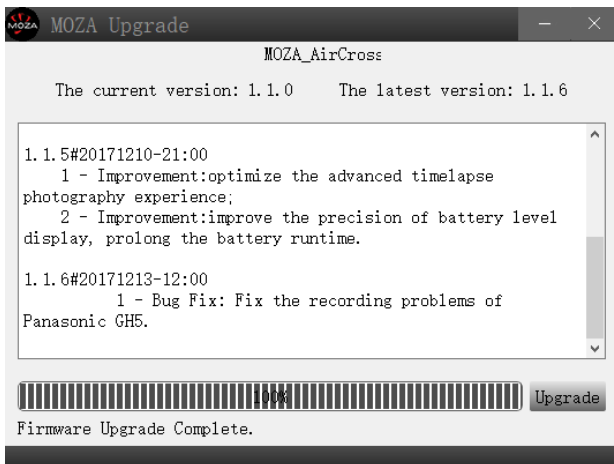 MOZA MOZA Upgrade
MOZA_AirCross
The current version: 1.1.0 The latest version: 1.1.6
1.1.5#20171210-21:00
1 - Improvement:optimize the advanced timelapse
photography experience;
2 - Improvement:improve the precision of battery level
display, prolong the battery runtime.
1.1.6#20171213-12:00
1 - Bug Fix: Fix the recording problems of
Panasonic GH5.
100% Upgrade
Firmware Upgrade Complete.